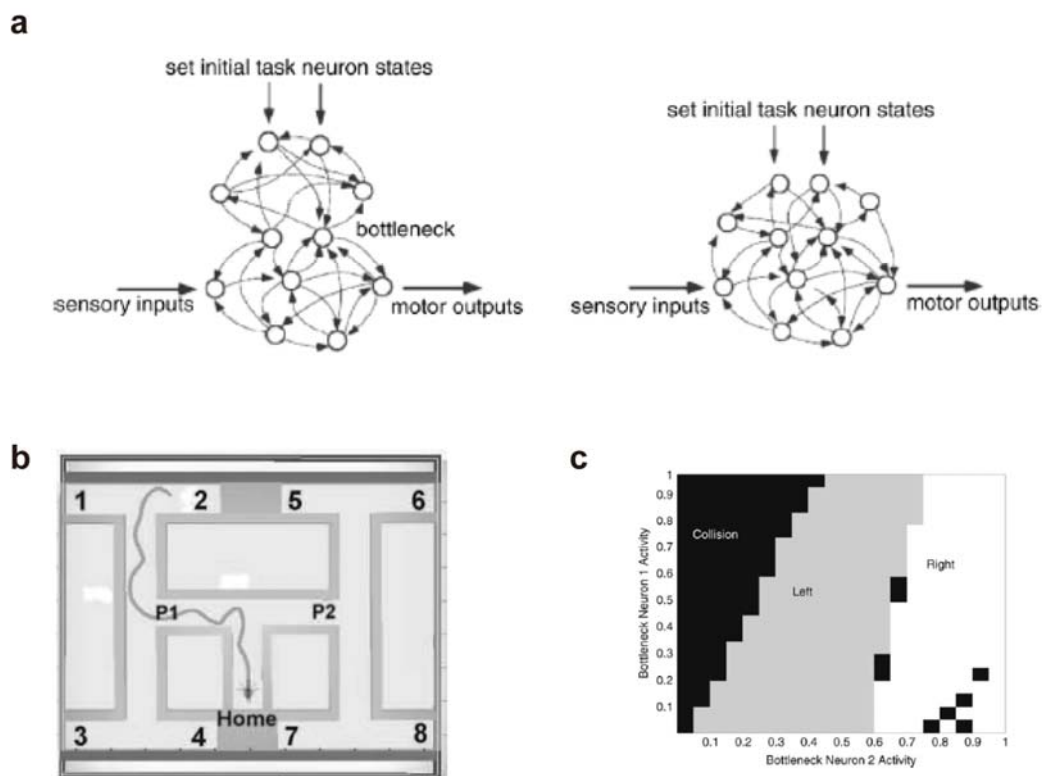 a
set initial task neuron states
bottleneck
sensory inputs
motor outputs
set initial task neuron states
sensory inputs
motor outputs
b
1 2 5 6
P1 P2
Home
3 4 7 8
c
Bottleneck Neuron 1 Activity
1
0.9
0.8
0.7
0.6
0.5
0.4
0.3
0.2
0.1
Collision
Left
Right
0.1 0.2 0.3 0.4 0.5 0.6 0.7 0.8 0.9 1
Bottleneck Neuron 2 Activity